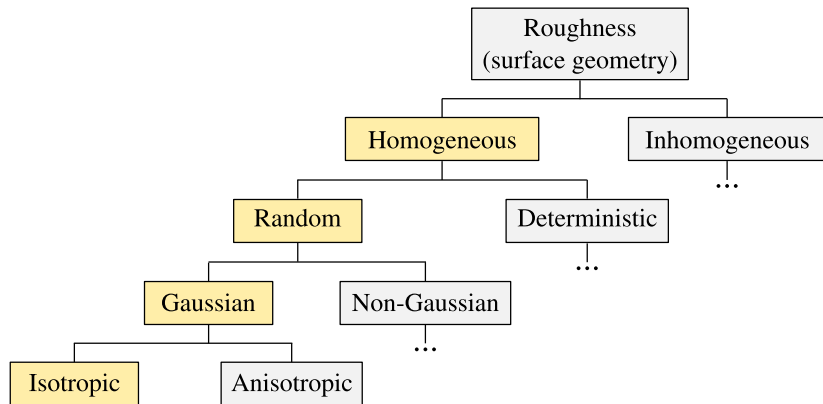 Roughness
(surface geometry)
Homogeneous
Inhomogeneous
...
Random
Deterministic
...
Gaussian
Non-Gaussian
...
Isotropic
Anisotropic